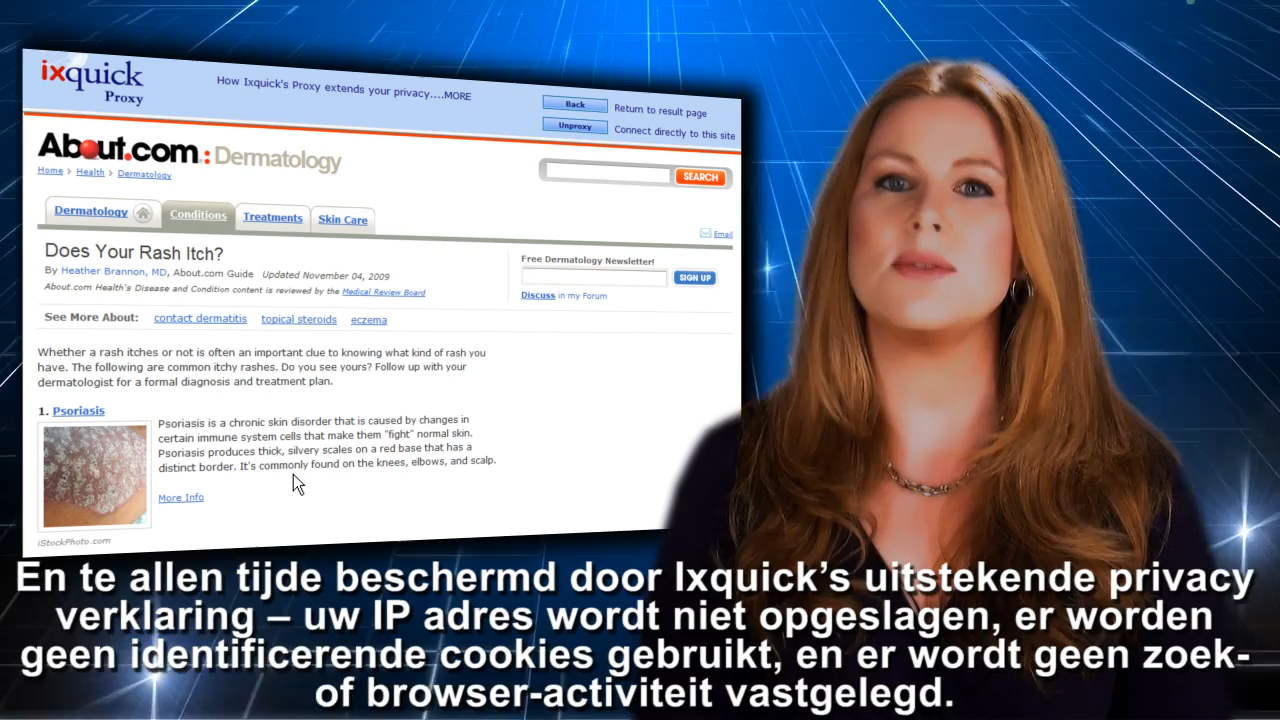 ixquick
Proxy
How Ixquick's Proxy extends your privacy....MORE
Back Return to result page
Unproxy Connect directly to this site
About.com: Dermatology
Home > Health > Dermatology
SEARCH
Dermatology Conditions Treatments Skin Care
Email
Does Your Rash Itch?
By Heather Brannon, MD, About.com Guide Updated November 04, 2009
About.com Health's Disease and Condition content is reviewed by the Medical Review Board
Free Dermatology Newsletter!
SIGN UP
Discuss in my Forum
See More About: contact dermatitis topical steroids eczema
Whether a rash itches or not is often an important clue to knowing what kind of rash you
have. The following are common itchy rashes. Do you see yours? Follow up with your
dermatologist for a formal diagnosis and treatment plan.
1. Psoriasis
Psoriasis is a chronic skin disorder that is caused by changes in
certain immune system cells that make them "fight" normal skin.
Psoriasis produces thick, silvery scales on a red base that has a
distinct border. It's commonly found on the knees, elbows, and scalp.
More Info
iStockPhoto.com
En te allen tijde beschermd door Ixquick’s uitstekende privacy
verklaring – uw IP adres wordt niet opgeslagen, er worden
geen identificerende cookies gebruikt, en er wordt geen zoek-
of browser-activiteit vastgelegd.